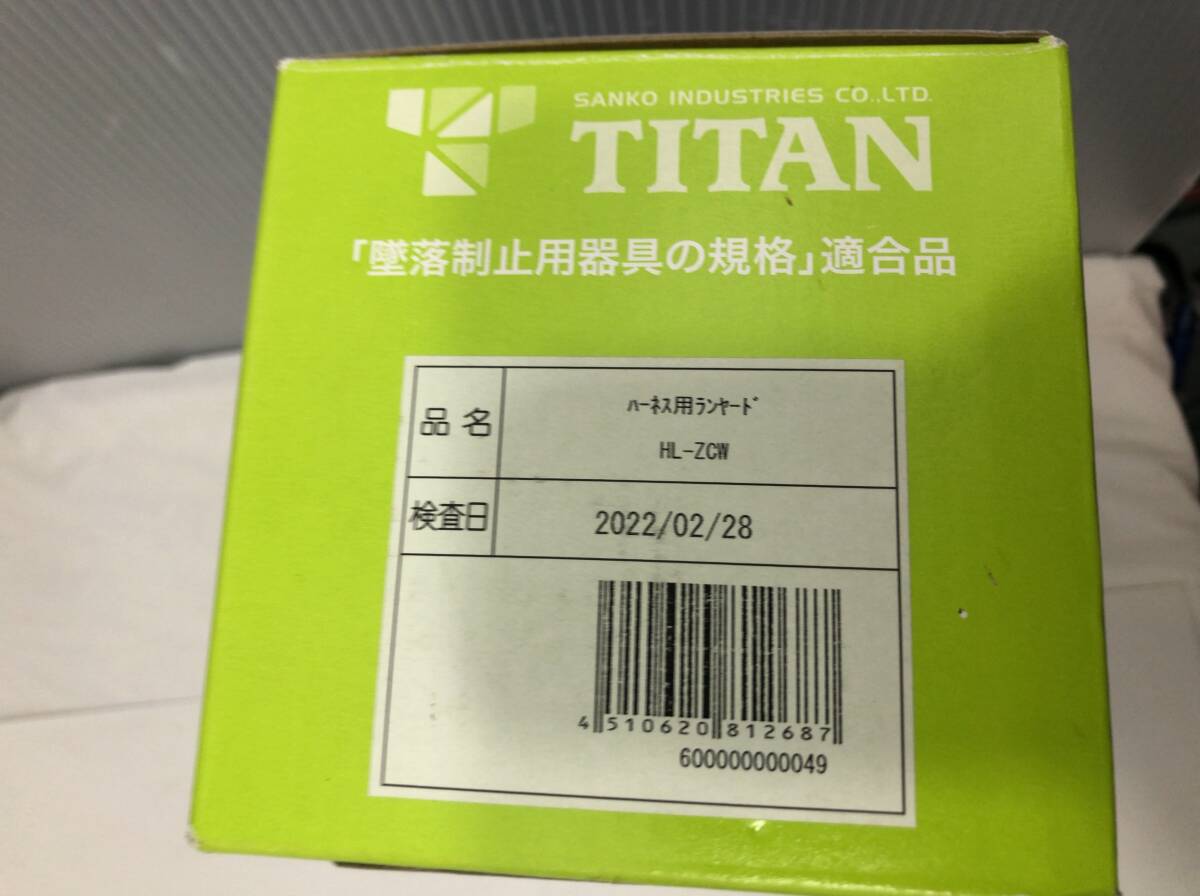 SANKO INDUSTRIES CO.,LTD.
TITAN
「墜落制止用器具の規格」適合品
品名
ﾊｰﾈｽ用ﾗﾝﾔｰﾄﾞ
HL-ZCW
検査日
2022/02/28
4 510620 812687
600000000049